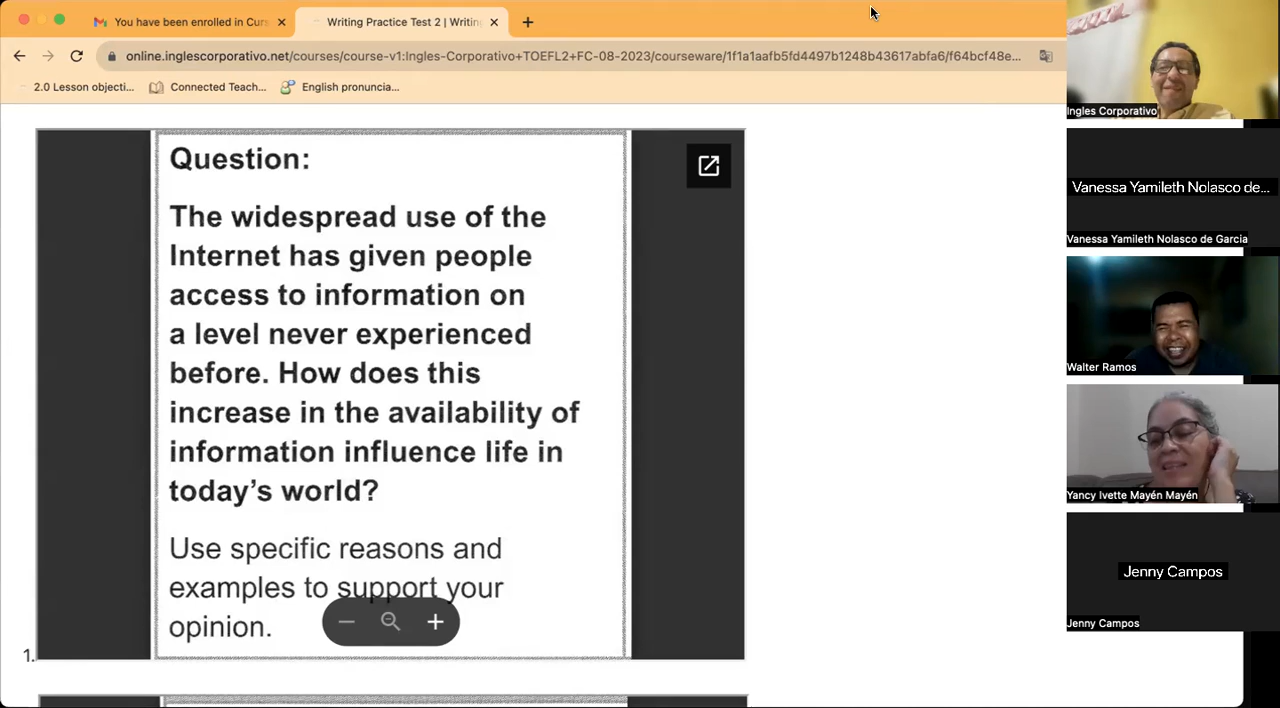 You have been enrolled in Curs
Writing Practice Test 2 | Writin
online.inglescorporativo.net/courses/course-v1:Ingles-Corporativo+TOEFL2+FC-08-2023/courseware/1f1a1aafb5fd4497b1248b43617abfa6/f64bcf48e...
2.0 Lesson objecti...
Connected Teach...
English pronuncia...
Question:
The widespread use of the
Internet has given people
access to information on
a level never experienced
before. How does this
increase in the availability of
information influence life in
today's world?
Use specific reasons and
examples to support your
opinion.
1.
Ingles Corporativo
Vanessa Yamileth Nolasco de...
Vanessa Yamileth Nolasco de Garcia
Walter Ramos
Yancy Ivette Mayén Mayén
Jenny Campos
Jenny Campos